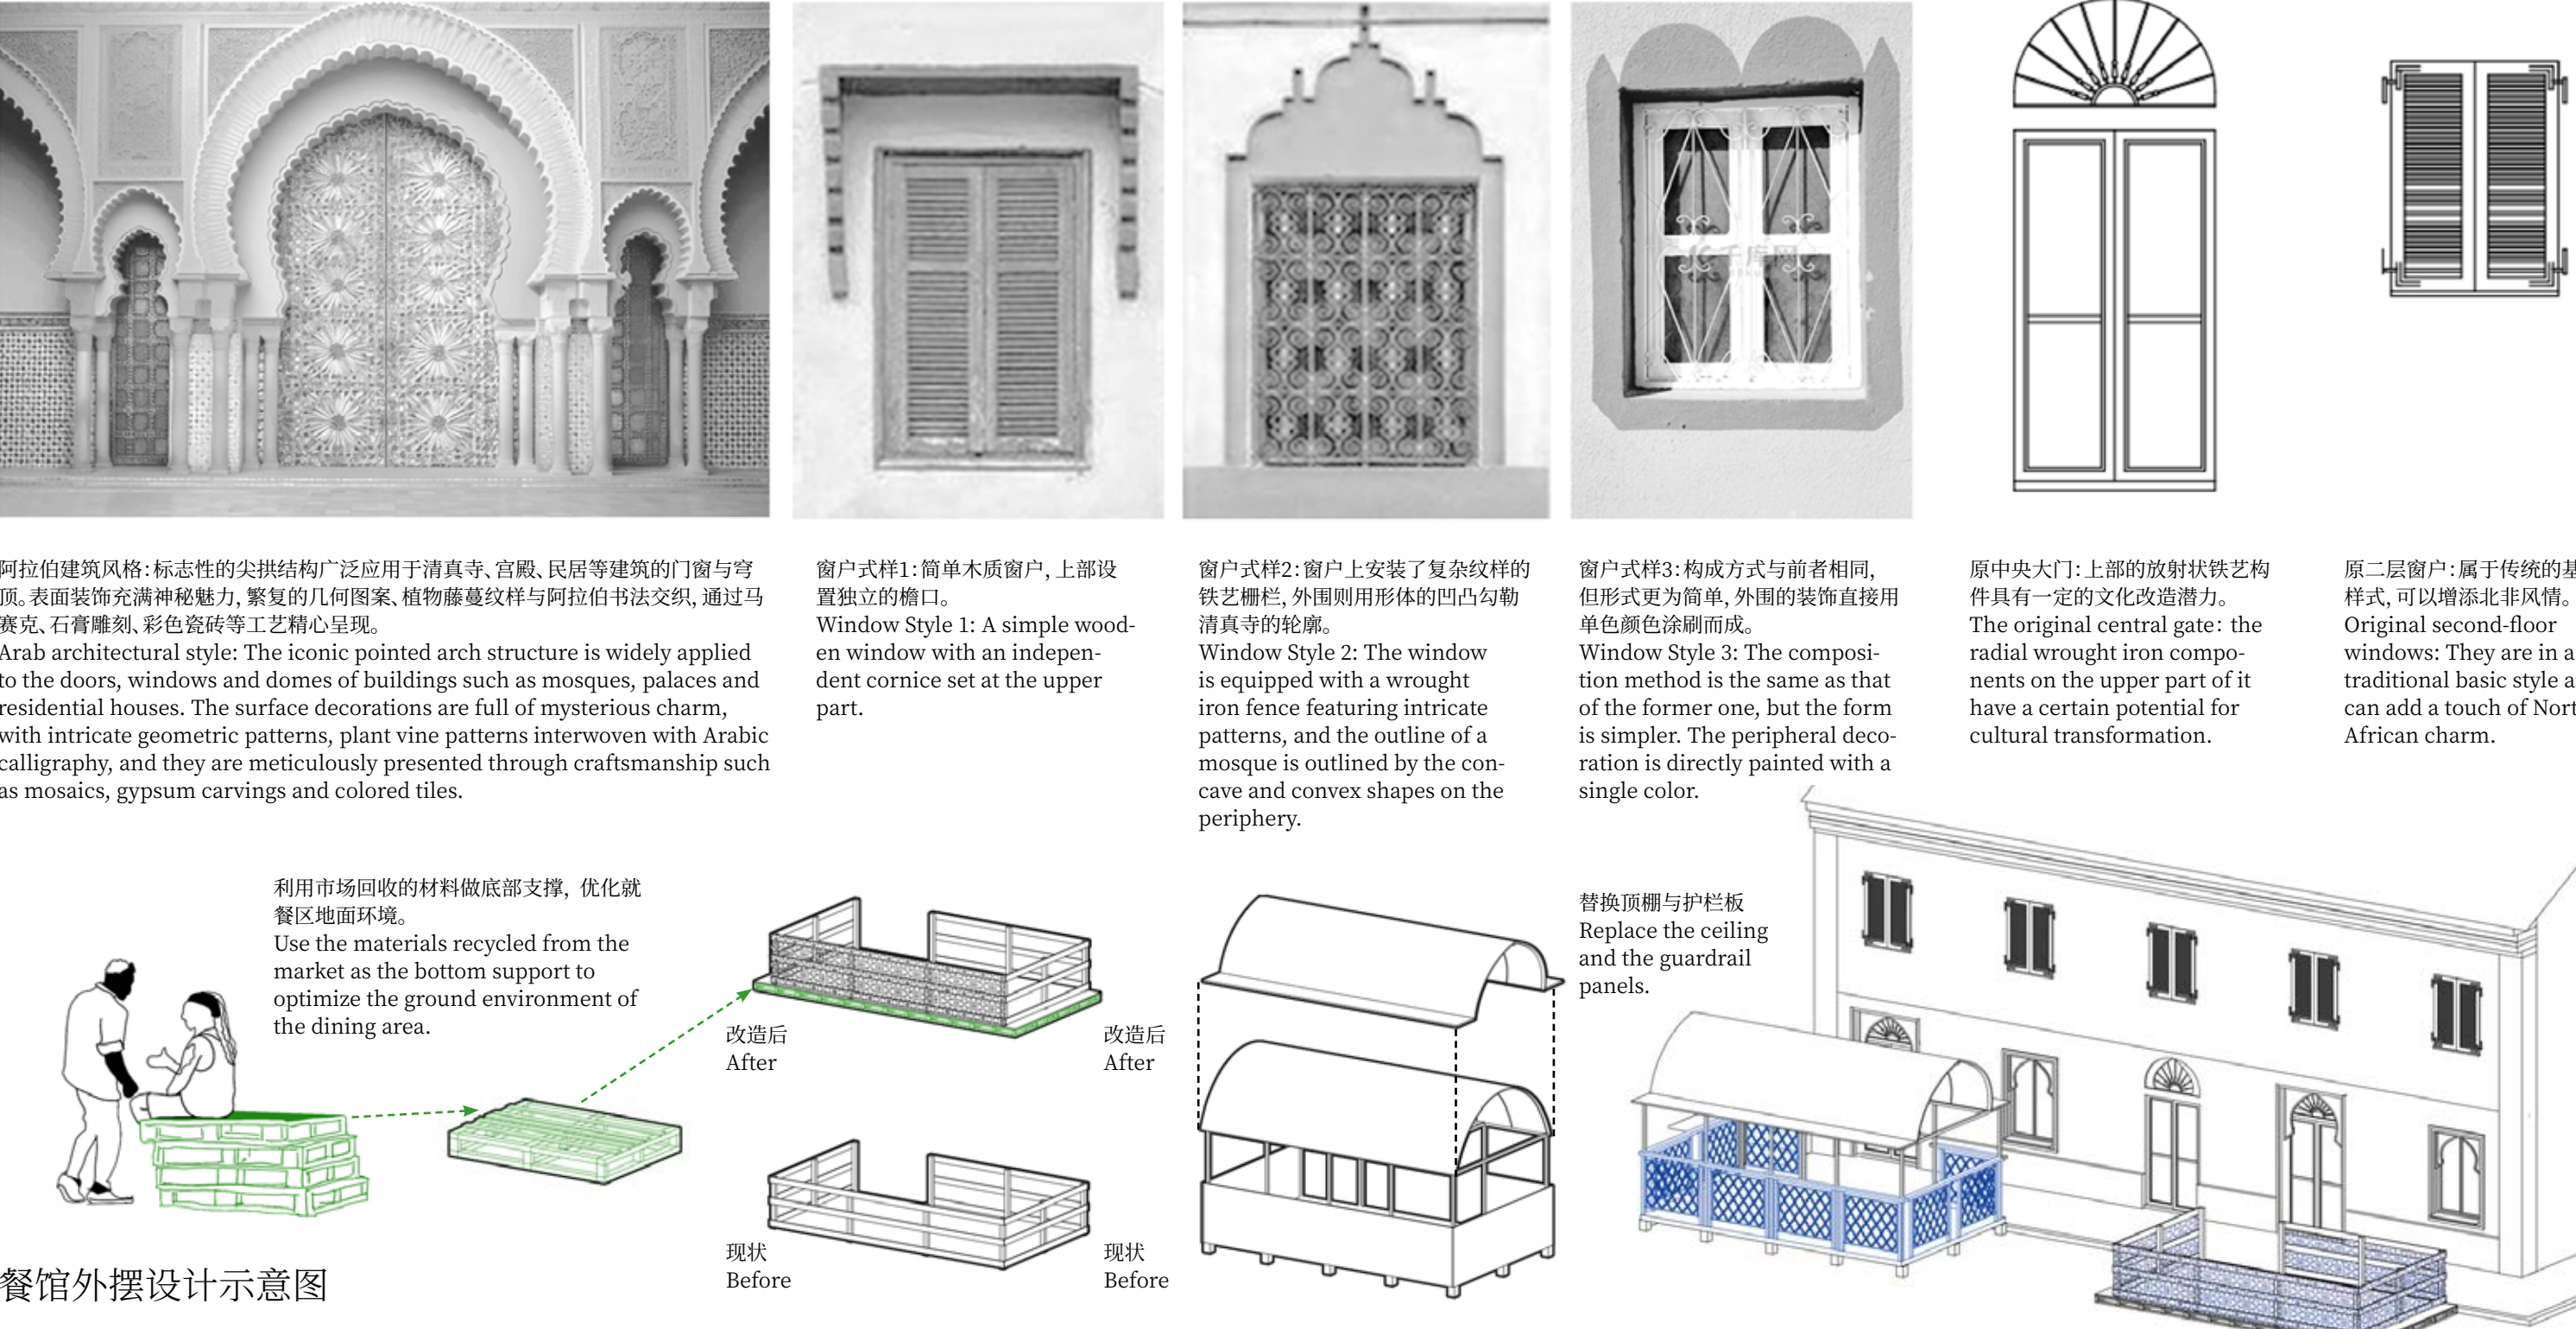 阿拉伯建筑风格：标志性的尖拱结构广泛应用于清真寺、宫殿、民居等建筑的门窗与穹
顶。表面装饰充满神秘魅力，繁复的几何图案、植物藤蔓纹样与阿拉伯书法交织，通过马
赛克、石膏雕刻、彩色瓷砖等工艺精心呈现。
Arab architectural style: The iconic pointed arch structure is widely applied
to the doors, windows and domes of buildings such as mosques, palaces and
residential houses. The surface decorations are full of mysterious charm,
with intricate geometric patterns, plant vine patterns interwoven with Arabic
calligraphy, and they are meticulously presented through craftsmanship such
as mosaics, gypsum carvings and colored tiles.
窗户式样1：简单木质窗户，上部设
置独立的檐口。
Window Style 1: A simple wood-
en window with an indepen-
dent cornice set at the upper
part.
窗户式样2：窗户上安装了复杂纹样的
铁艺栅栏，外围则用形体的凹凸勾勒
清真寺的轮廓。
Window Style 2: The window
is equipped with a wrought
iron fence featuring intricate
patterns, and the outline of a
mosque is outlined by the con-
cave and convex shapes on the
periphery.
窗户式样3：构成方式与前者相同，
但形式更为简单，外围的装饰直接用
单色颜色涂刷而成。
Window Style 3: The composi-
tion method is the same as that
of the former one, but the form
is simpler. The peripheral deco-
ration is directly painted with a
single color.
原中央大门：上部的放射状铁艺构
件具有一定的文化改造潜力。
The original central gate: the
radial wrought iron compo-
nents on the upper part of it
have a certain potential for
cultural transformation.
原二层窗户：属于传统的基
样式，可以增添北非风情。
Original second-floor
windows: They are in a
traditional basic style a
can add a touch of Nort
African charm.
利用市场回收的材料做底部支撑，优化就
餐区地面环境。
Use the materials recycled from the
market as the bottom support to
optimize the ground environment of
the dining area.
改造后
After
改造后
After
替换顶棚与护栏板
Replace the ceiling
and the guardrail
panels.
现状
Before
现状
Before
餐馆外摆设计示意图